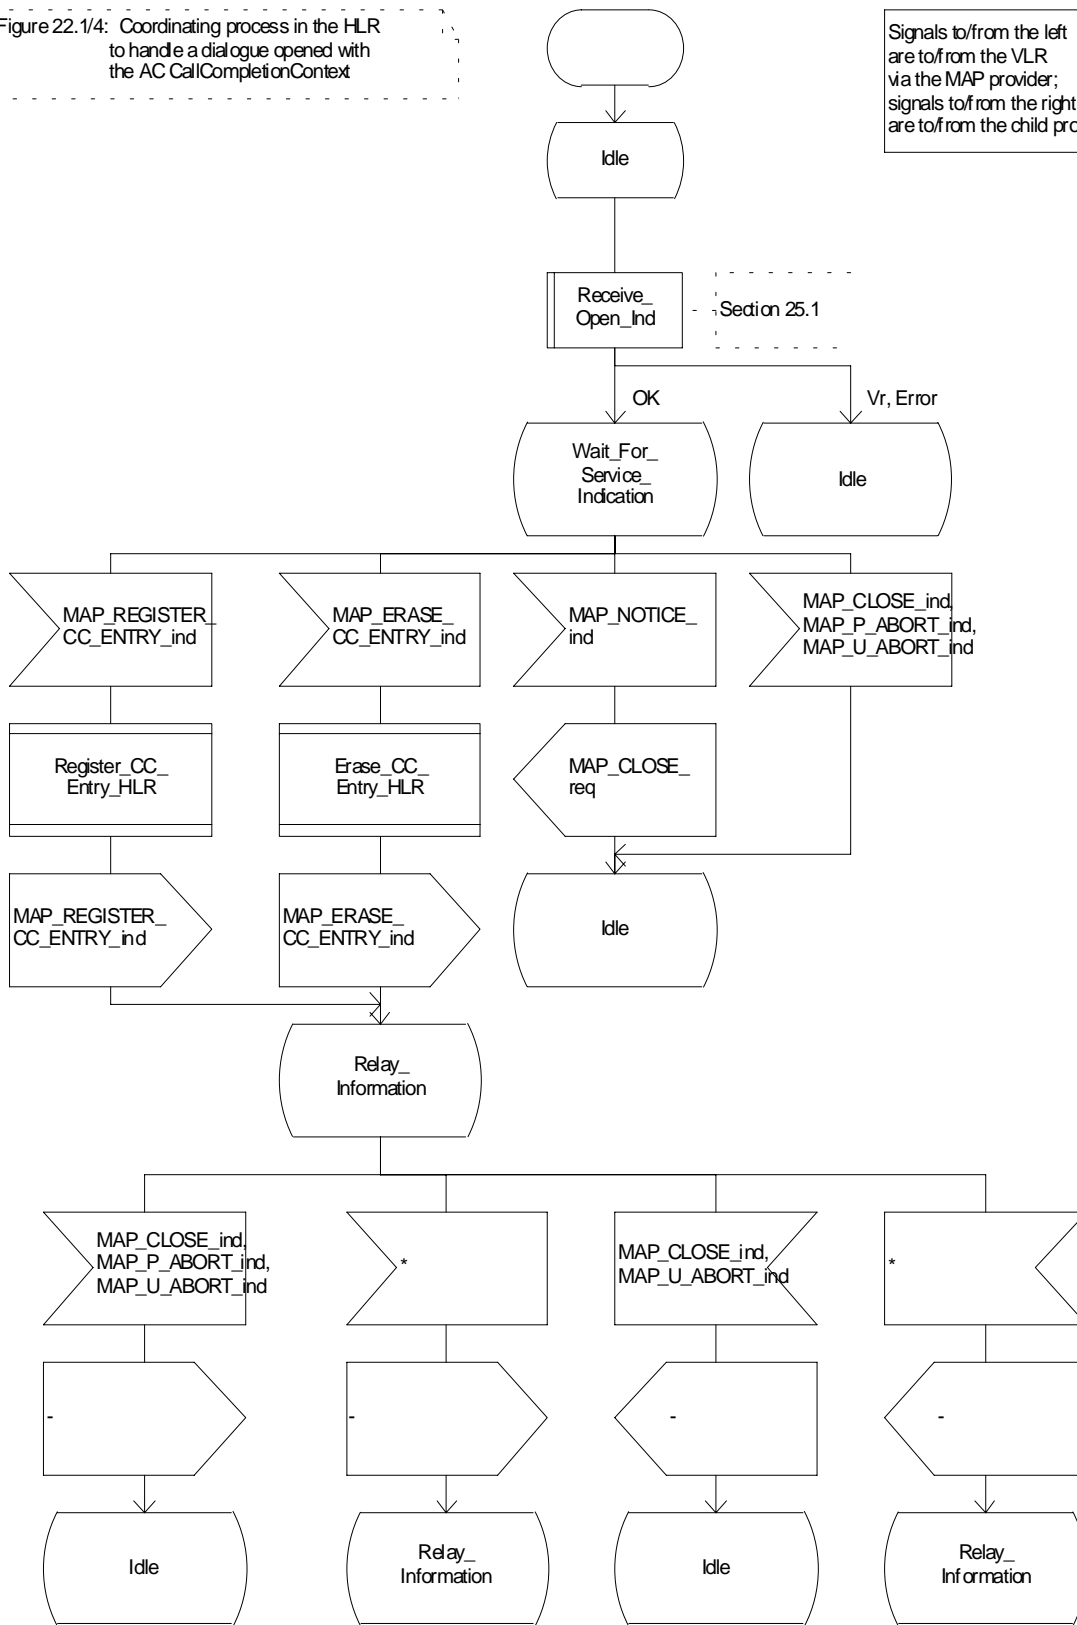 Figure 22.1/4: Coordinating process in the HLR
to handle a dialogue opened with
the AC CallCompletionContext
Signals to/from the left
are to/from the VLR
via the MAP provider;
signals to/from the right
are to/from the child
Idle
Receive_
Open_Ind
Section 25.1
OK
Vr, Error
Wait_For_
Service_
Indication
Idle
MAP_REGISTER_
CC_ENTRY_ind
MAP_ERASE_
CC_ENTRY_ind
MAP_NOTICE_
ind
MAP_CLOSE_ind,
MAP_P_ABORT_ind,
MAP_U_ABORT_ind
Register_CC_
Entry_HLR
Erase_CC_
Entry_HLR
MAP_CLOSE_
req
MAP_REGISTER_
CC_ENTRY_ind
MAP_ERASE_
CC_ENTRY_ind
Idle
Relay_
Information
MAP_CLOSE_ind,
MAP_P_ABORT_ind,
MAP_U_ABORT_ind
*
MAP_CLOSE_ind,
MAP_U_ABORT_ind
*
-
-
-
-
Idle
Relay_
Information
Idle
Relay_
Information